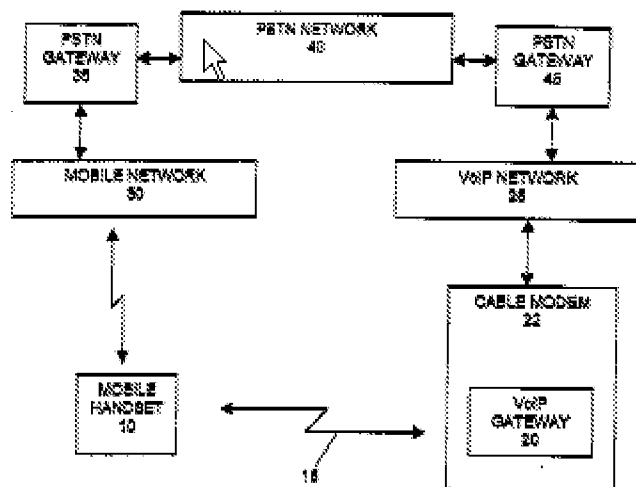 PSTN NETWORK
40
PSTN
GATEWAY
35
PSTN
GATEWAY
45
MOBILE NETWORK
30
VoIP NETWORK
25
CABLE MODEM
22
MOBILE
HANDSET
10
VoIP
GATEWAY
20
15